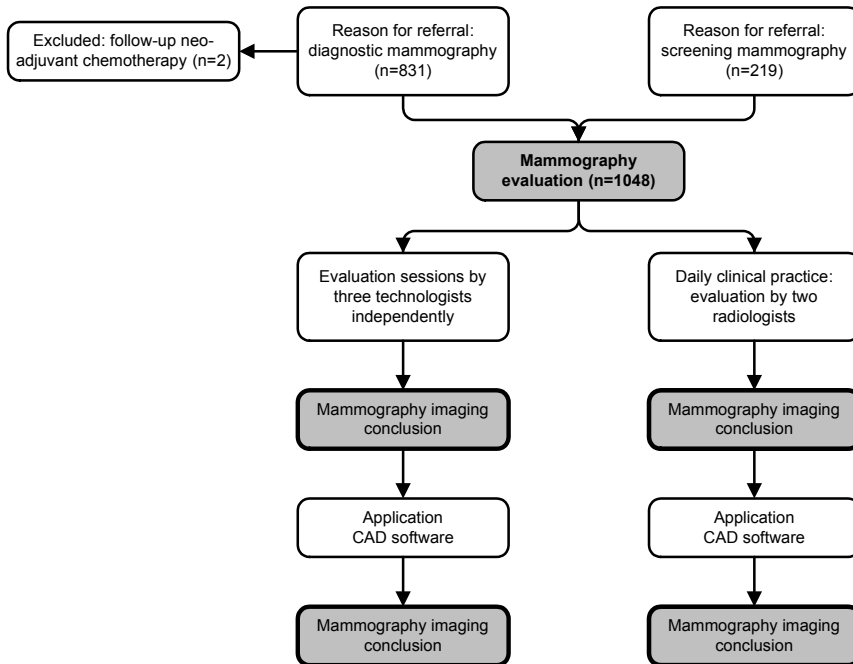 Excluded: follow-up neo-
adjuvant chemotherapy (n=2)
Reason for referral:
diagnostic mammography
(n=831)
Reason for referral:
screening mammography
(n=219)
Mammography
evaluation (n=1048)
Evaluation sessions by
three technologists
independently
Daily clinical practice:
evaluation by two
radiologists
Mammography imaging
conclusion
Mammography imaging
conclusion
Application
CAD software
Application
CAD software
Mammography imaging
conclusion
Mammography imaging
conclusion